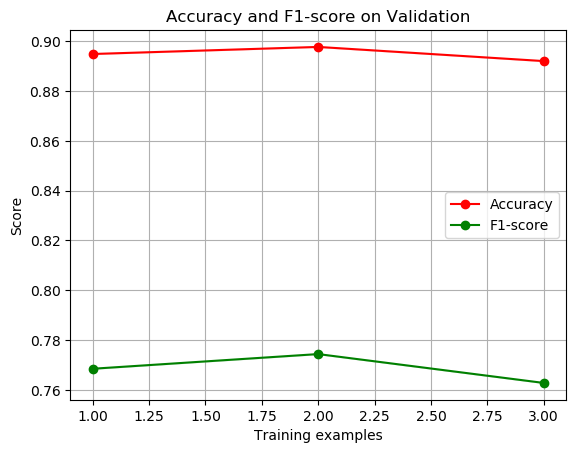 Accuracy and F1-score on Validation
0.90
0.88
0.86
0.84
0.82
0.80
0.78
0.76
Score
Accuracy
F1-score
1.00 1.25 1.50 1.75 2.00 2.25 2.50 2.75 3.00
Training examples